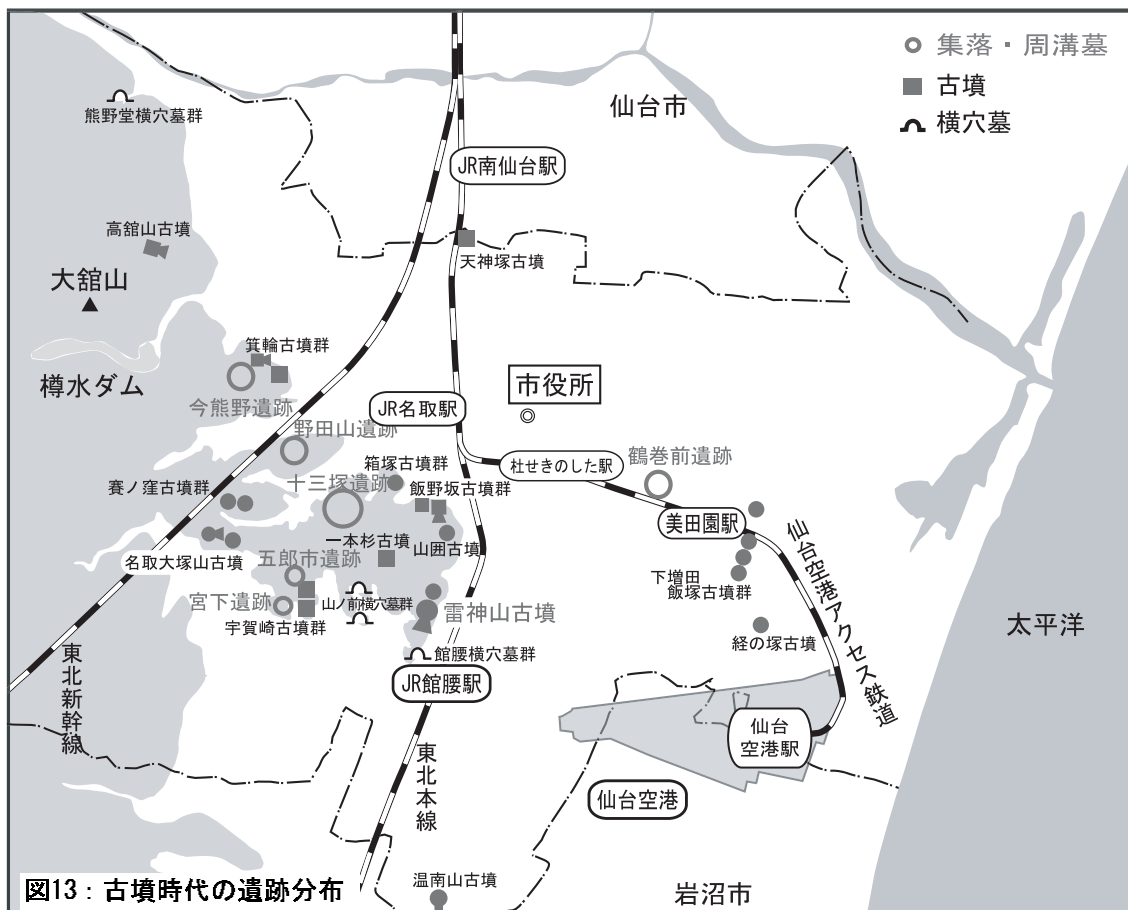 集落・周溝墓
古墳
横穴墓
仙台市
熊野堂横穴墓群
JR南仙台駅
高舘山古墳
天神塚古墳
大舘山
箕輪古墳群
樽水ダム
市役所
今熊野遺跡
JR名取駅
野田山遺跡
鶴巻前遺跡
箱塚古墳群
杜せきのした駅
賽ノ窪古墳群
十三塚遺跡
飯野坂古墳群
美田園駅
一本杉古墳
山囲古墳
名取大塚山古墳
五郎市遺跡
仙台空港アクセス鉄道
下増田
飯塚古墳群
宮下遺跡
山ノ前横穴墓群
雷神山古墳
宇賀崎古墳群
太平洋
経の塚古墳
館腰横穴墓群
東北新幹線
JR館腰駅
仙台
空港駅
東北本線
仙台空港
温南山古墳
岩沼市
図13：古墳時代の遺跡分布